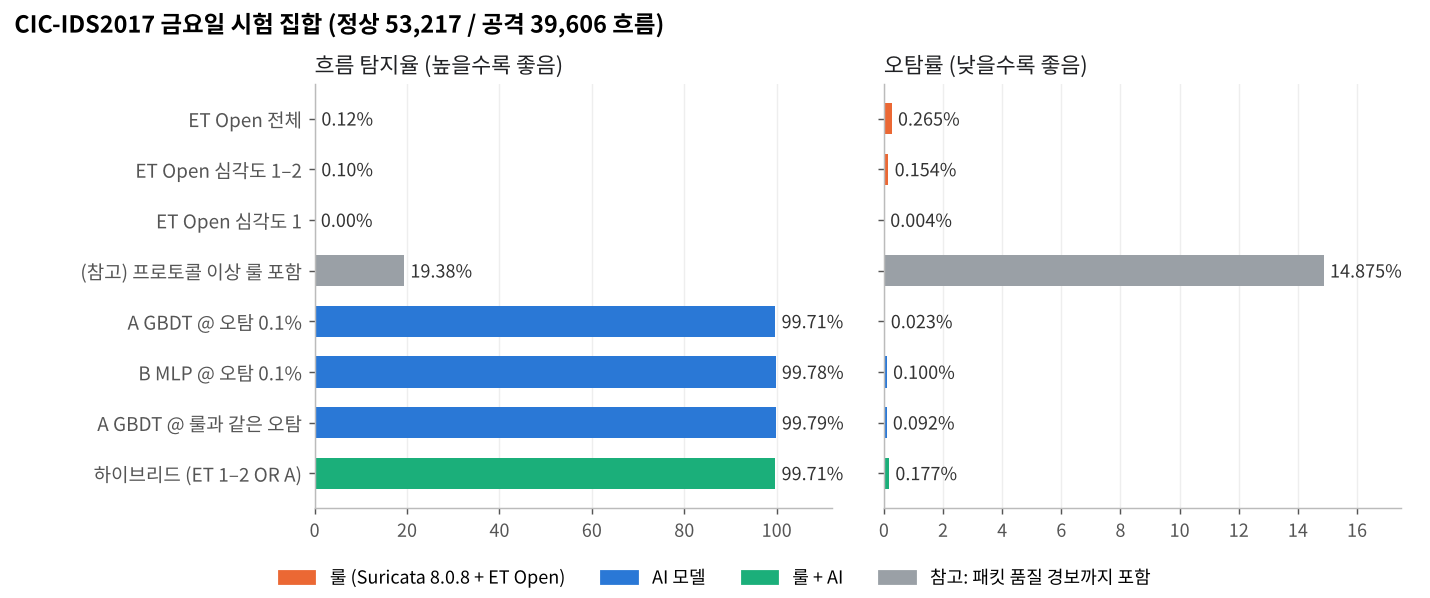 CIC-IDS2017 금요일 시험 집합 (정상 53,217 / 공격 39,606 흐름)
흐름 탐지율 (높을수록 좋음)
오탐률 (낮을수록 좋음)
ET Open 전체 0.12% 0.265%
ET Open 심각도 1–2 0.10% 0.154%
ET Open 심각도 1 0.00% 0.004%
(참고) 프로토콜 이상 룰 포함 19.38% 14.875%
A GBDT @ 오탐 0.1% 99.71% 0.023%
B MLP @ 오탐 0.1% 99.78% 0.100%
A GBDT @ 룰과 같은 오탐 99.79% 0.092%
하이브리드 (ET 1–2 OR A) 99.71% 0.177%
0 20 40 60 80 100
0 2 4 6 8 10 12 14 16
룰 (Suricata 8.0.8 + ET Open) AI 모델 룰 + AI 참고: 패킷 품질 경보까지 포함